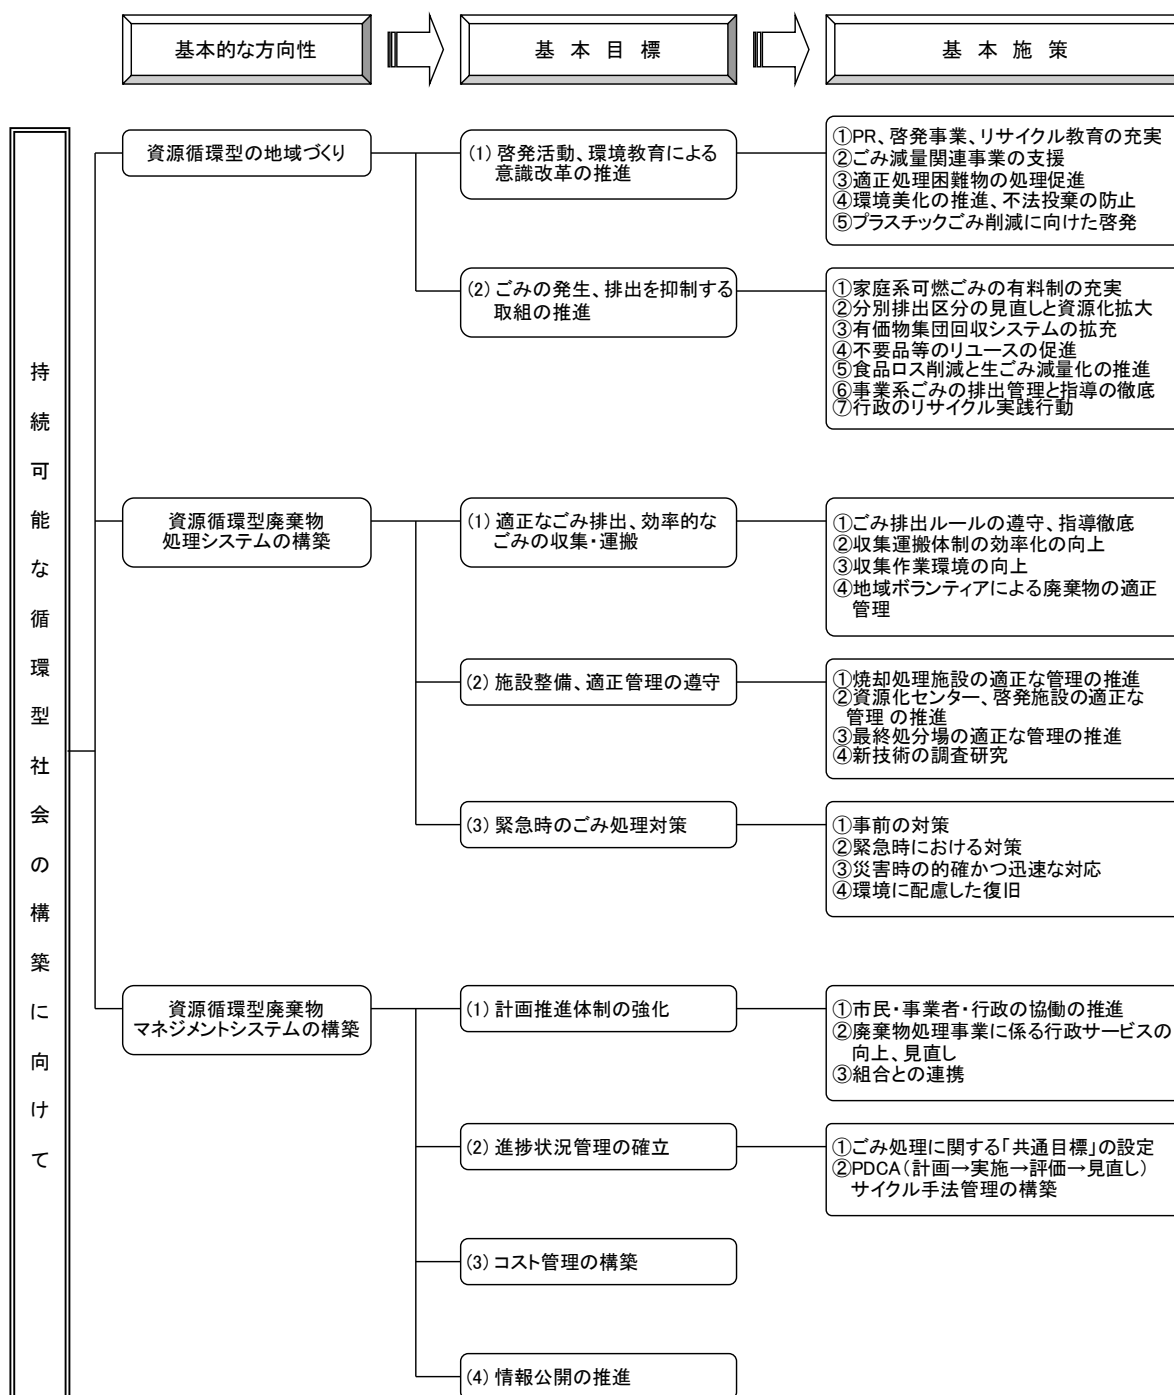 基本的な方向性
基 本 目 標
基 本 施 策
持続可能な循環型社会の構築に向けて
資源循環型の地域づくり
(1) 啓発活動、環境教育による
意識改革の推進
①PR、啓発事業、リサイクル教育の充実
②ごみ減量関連事業の支援
③適正処理困難物の処理促進
④環境美化の推進、不法投棄の防止
⑤プラスチックごみ削減に向けた啓発
(2) ごみの発生、排出を抑制する
取組の推進
①家庭系可燃ごみの有料制の充実
②分別排出区分の見直しと資源化拡大
③有価物集団回収システムの拡充
④不要品等のリユースの促進
⑤食品ロス削減と生ごみ減量化の推進
⑥事業系ごみの排出管理と指導の徹底
⑦行政のリサイクル実践行動
資源循環型廃棄物
処理システムの構築
(1) 適正なごみ排出、効率的な
ごみの収集・運搬
①ごみ排出ルールの遵守、指導徹底
②収集運搬体制の効率化の向上
③収集作業環境の向上
④地域ボランティアによる廃棄物の適正
管理
(2) 施設整備、適正管理の遵守
①焼却処理施設の適正な管理の推進
②資源化センター、啓発施設の適正な
管理 の推進
③最終処分場の適正な管理の推進
④新技術の調査研究
(3) 緊急時のごみ処理対策
①事前の対策
②緊急時における対策
③災害時の的確かつ迅速な対応
④環境に配慮した復旧
資源循環型廃棄物
マネジメントシステムの構築
(1) 計画推進体制の強化
①市民・事業者・行政の協働の推進
②廃棄物処理事業に係る行政サービスの
向上、見直し
③組合との連携
(2) 進捗状況管理の確立
①ごみ処理に関する「共通目標」の設定
②PDCA(計画→実施→評価→見直し)
サイクル手法管理の構築
(3) コスト管理の構築
(4) 情報公開の推進